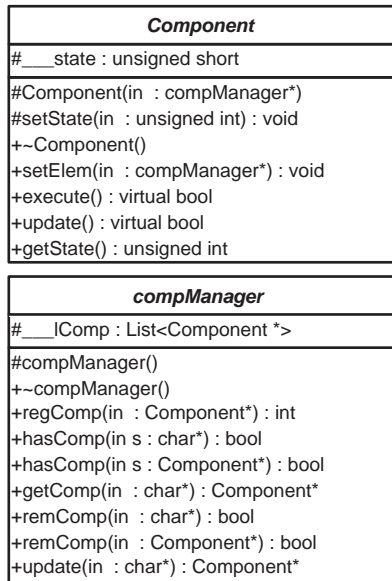 Component
#___state : unsigned short
#Component(in : compManager*)
#setState(in : unsigned int) : void
+~Component()
+setElem(in : compManager*) : void
+execute() : virtual bool
+update() : virtual bool
+getState() : unsigned int
compManager
#___lComp : List<Component *>
#compManager()
+~compManager()
+regComp(in : Component*) : int
+hasComp(in s : char*) : bool
+hasComp(in s : Component*) : bool
+getComp(in : char*) : Component*
+remComp(in : char*) : bool
+remComp(in : Component*) : bool
+update(in : char*) : Component*